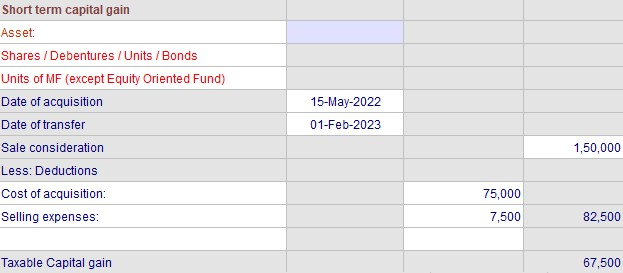 Short term capital gain
Asset:
Shares / Debentures / Units / Bonds
Units of MF (except Equity Oriented Fund)
Date of acquisition 15-May-2022
Date of transfer 01-Feb-2023
Sale consideration 1,50,000
Less: Deductions
Cost of acquisition: 75,000
Selling expenses: 7,500 82,500
Taxable Capital gain 67,500